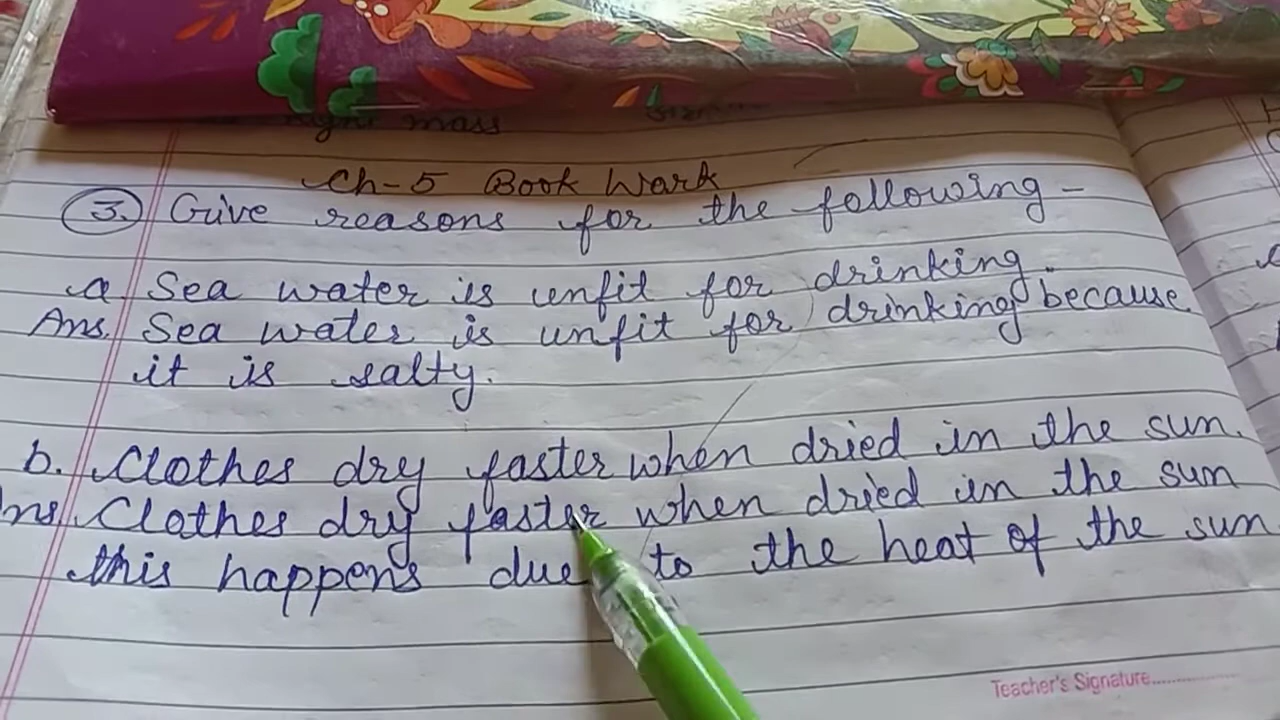 mass
Ch-5 Book Work
3. Give reasons for the following -
a. Sea water is unfit for drinking.
Ans. Sea water is unfit for drinking because
it is salty.
b. Clothes dry faster when dried in the sun.
Ans. Clothes dry faster when dried in the sun
this happens due to the heat of the sun
Teacher's Signature..................